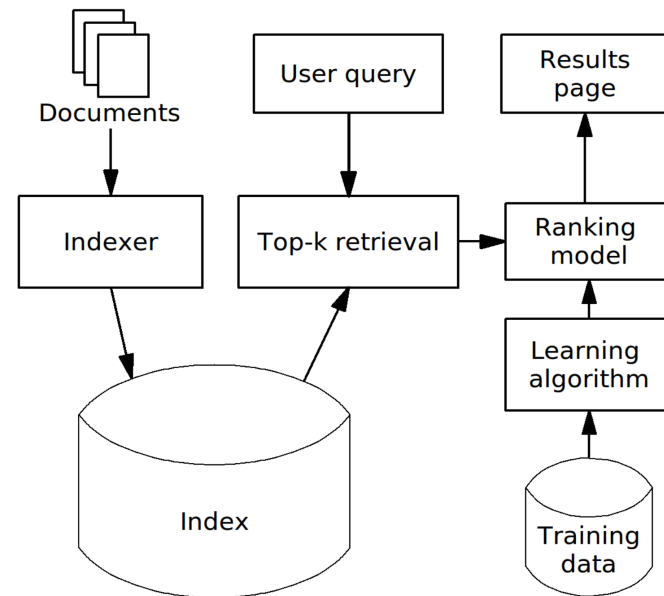 Documents
User query
Results
page
Indexer
Top-k retrieval
Ranking
model
Learning
algorithm
Index
Training
data